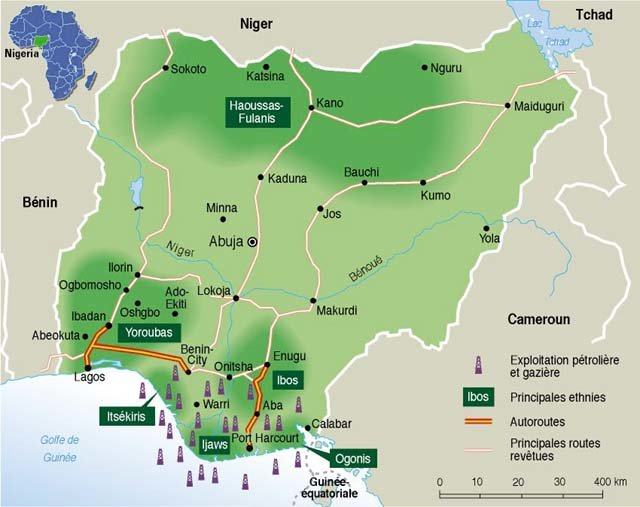 Niger
Tchad
Lac
Tchad
Nigeria
Sokoto
Katsina
Nguru
Haoussas-
Fulanis
Kano
Maiduguri
Bénin
Kaduna
Bauchi
Kumo
Minna
Jos
Abuja
Yola
Niger
Bénoué
Ilorin
Ogbomosho
Lokoja
Makurdi
Ado-
Ekiti
Oshgbo
Ibadan
Yoroubas
Abeokuta
Cameroun
Benin-
City
Onitsha
Enugu
Lagos
Ibos
Exploitation pétrolière
et gazière
Ibos
Principales ethnies
Itsékiris
Warri
Aba
Calabar
Autoroutes
Golfe de
Guinée
Ijaws
Port Harcourt
Ogonis
Principales routes
revêtues
Guinée-
équatoriale
0 100 200 300 400 km